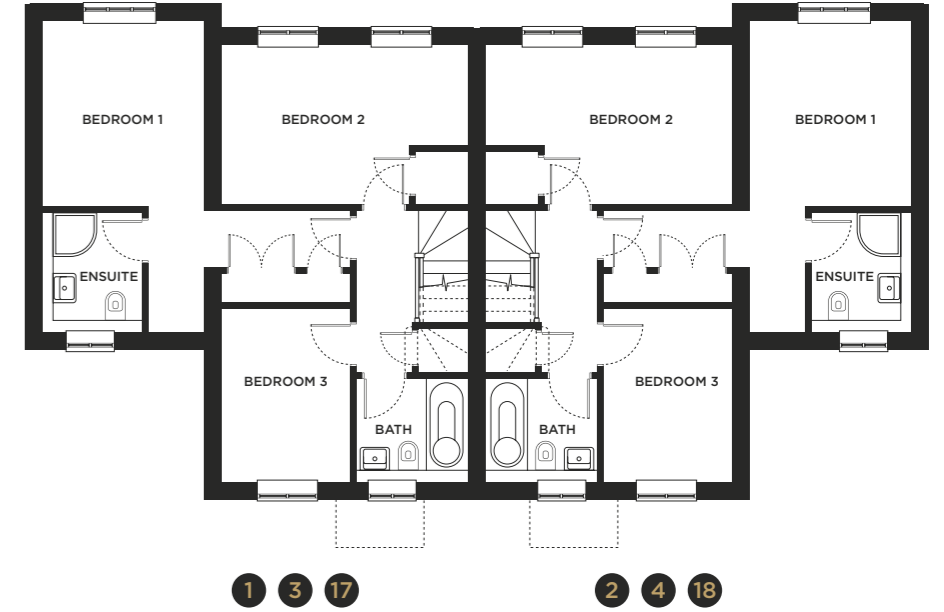 BEDROOM 1
BEDROOM 2
BEDROOM 2
BEDROOM 1
ENSUITE
ENSUITE
BEDROOM 3
BEDROOM 3
BATH
BATH
1 3 17
2 4 18